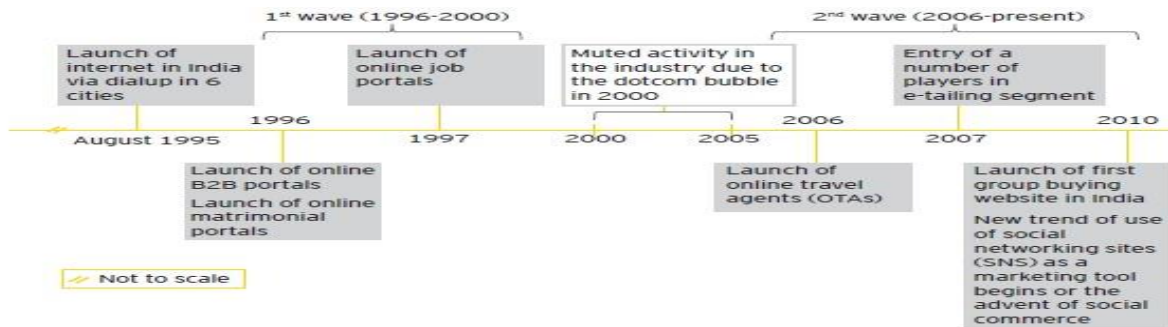 1st wave (1996-2000)
2nd wave (2006-present)
Launch of
internet in India
via dialup in 6
cities
Launch of
online job
portals
Muted activity in
the industry due to
the dotcom bubble
in 2000
Entry of a
number of
players in
e-tailing segment
August 1995
1996
1997
2000
2005
2006
2007
2010
Launch of online
B2B portals
Launch of online
matrimonial
portals
Launch of
online travel
agents (OTAs)
Launch of first
group buying
website in India
New trend of use
of social
networking sites
(SNS) as a
marketing tool
begins or the
advent of social
commerce
Not to scale